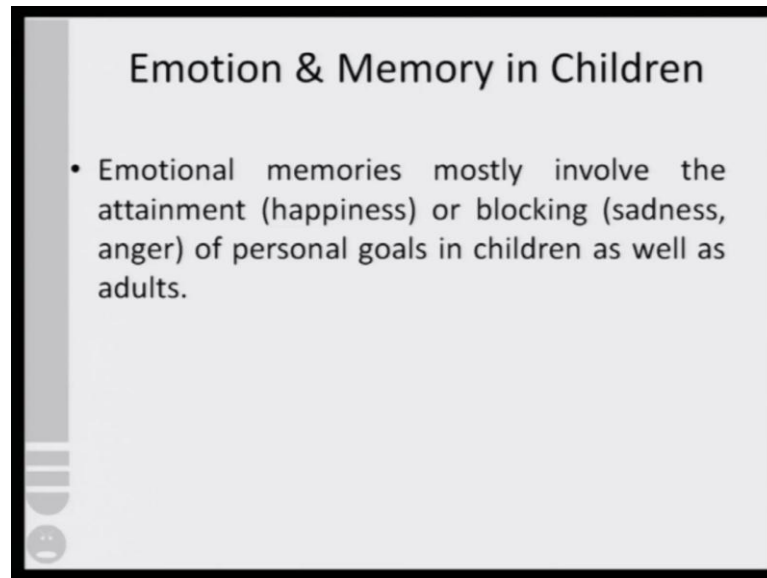 Emotion & Memory in Children
• Emotional memories mostly involve the
attainment (happiness) or blocking (sadness,
anger) of personal goals in children as well as
adults.